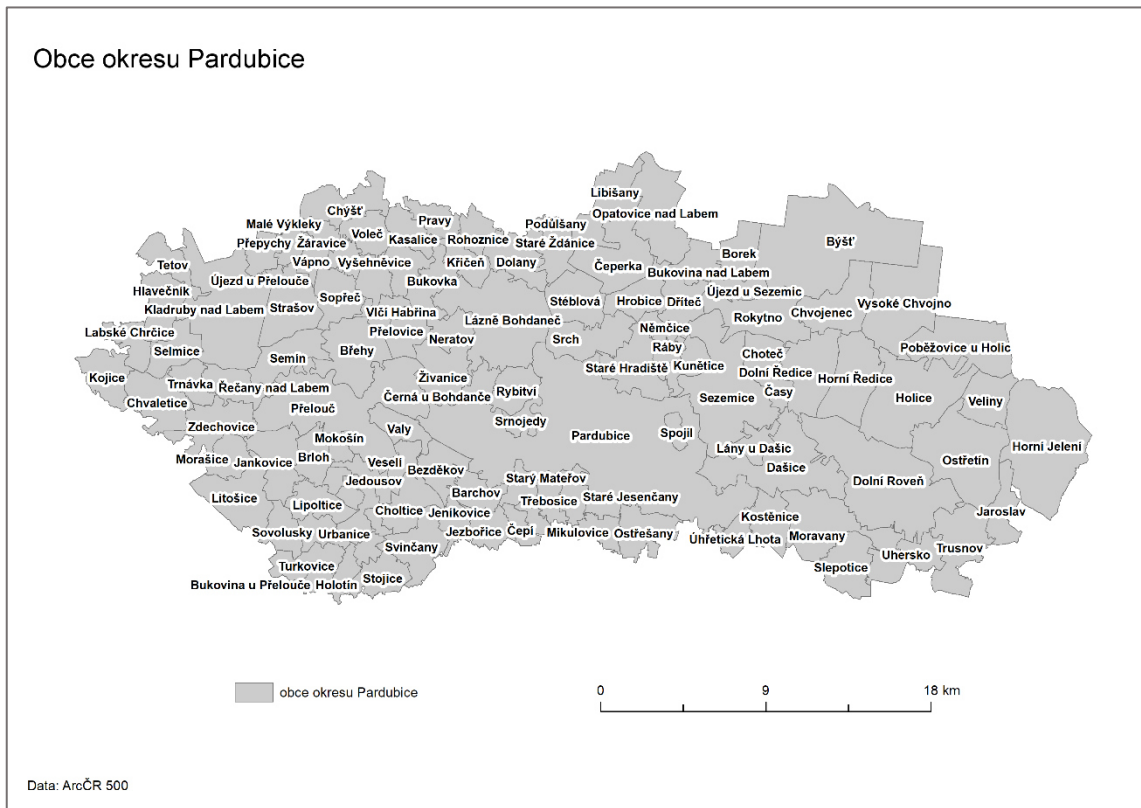 Obce okresu Pardubice
Libišany
Chýšť
Opatovice nad Labem
Malé Výkleky
Pravy
Podůlšany
Voleč
Kasalice
Rohoznice
Přepychy
Žáravice
Staré Ždánice
Býšť
Borek
Tetov
Vápno
Vyšehněvice
Křičeň
Dolany
Čeperka
Bukovina nad Labem
Újezd u Přelouče
Bukovka
Hlavečník
Újezd u Sezemic
Sopřeč
Stéblová
Hrobice
Dříteč
Vysoké Chvojno
Kladruby nad Labem
Strašov
Vlčí Habřina
Chvojenec
Lázně Bohdaneč
Rokytno
Labské Chrčice
Přelovice
Němčice
Neratov
Srch
Ráby
Poběžovice u Holic
Selmice
Břehy
Choteč
Semín
Staré Hradiště
Kunětice
Dolní Ředice
Kojice
Živanice
Horní Ředice
Trnávka
Řečany nad Labem
Rybitví
Časy
Černá u Bohdanče
Sezemice
Holice
Veliny
Chvaletice
Přelouč
Srnojedy
Zdechovice
Valy
Pardubice
Spojil
Mokošín
Horní Jelení
Lány u Dašic
Morašice
Jankovice
Brloh
Veselí
Bezděkov
Dašice
Ostřetín
Starý Mateřov
Jedousov
Dolní Roveň
Litošice
Barchov
Třebosice
Staré Jesenčany
Lipoltice
Choltice
Jeníkovice
Jaroslav
Kostěnice
Sovolusky
Urbanice
Jezbořice
Čepí
Mikulovice
Ostřešany
Úhřetická Lhota
Moravany
Svinčany
Trusnov
Uhersko
Turkovice
Slepotice
Bukovina u Přelouče
Holotín
Stojice
obce okresu Pardubice
0
9
18 km
Data: ArcČR 500